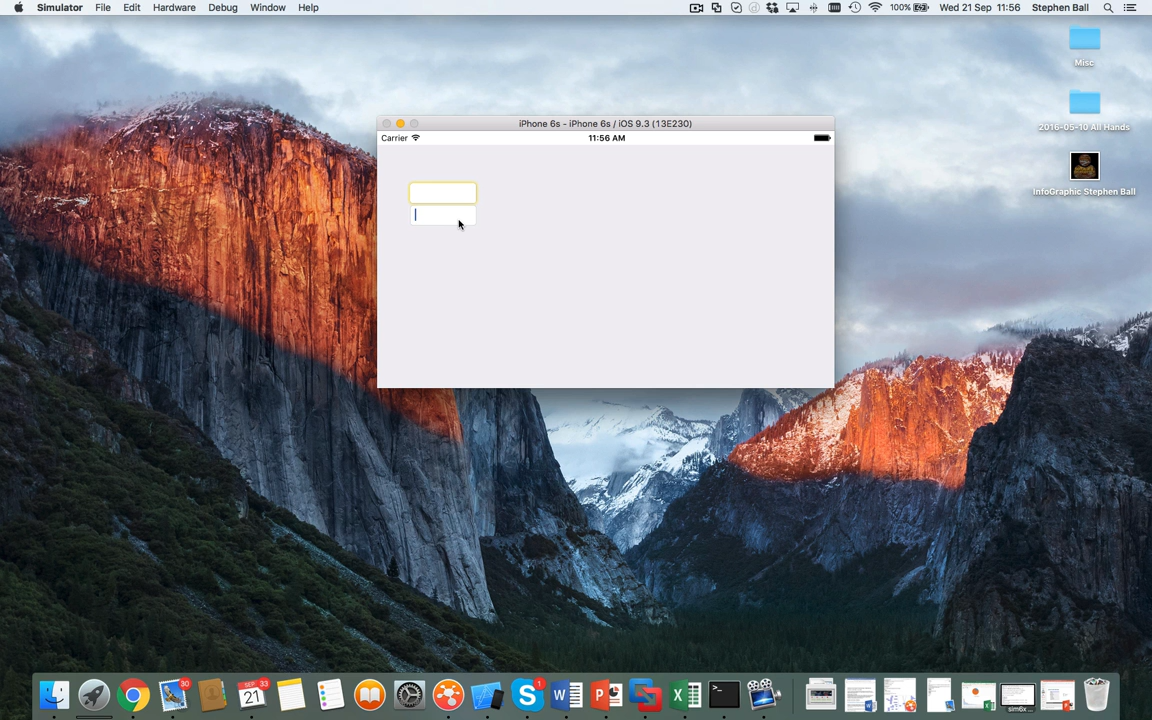 Simulator File Edit Hardware Debug Window Help 100% Wed 21 Sep 11:56 Stephen Ball
Misc
2016-05-10 All Hands
InfoGraphic Stephen Ball
iPhone 6s - iPhone 6s / iOS 9.3 (13E230)
Carrier 11:56 AM
30
SEP 33
21
1
sim6x...